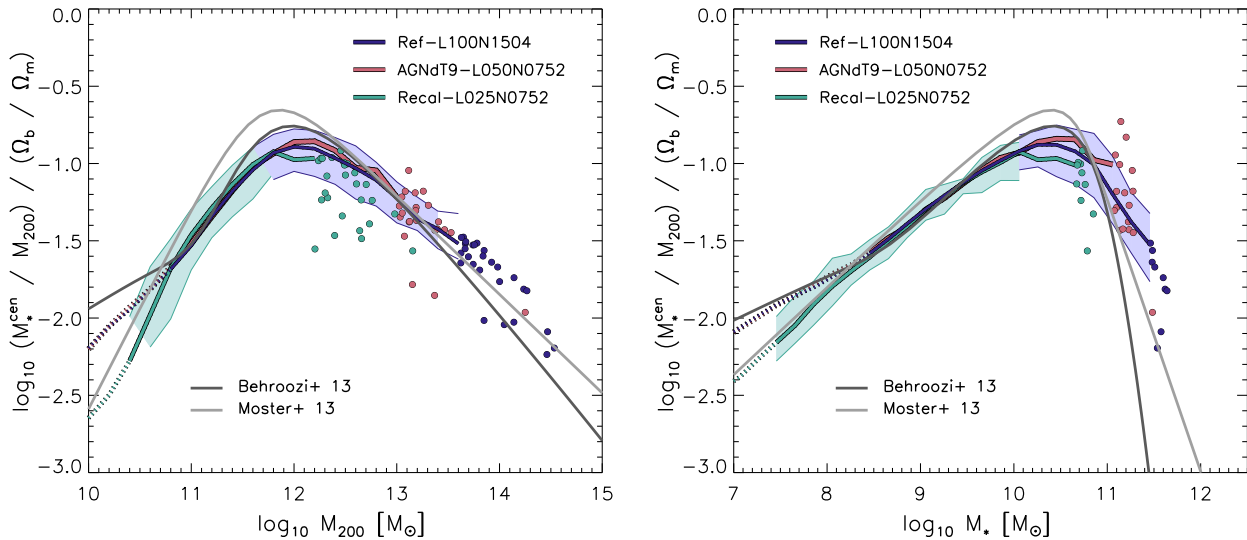 Ref-L100N1504
AGNdT9-L050N0752
Recal-L025N0752
Behroozi+ 13
Moster+ 13
0.0
-0.5
-1.0
-1.5
-2.0
-2.5
-3.0
10 11 12 13 14 15
log₁₀ M₂₀₀ [M⊙]
log₁₀ (M*ᶜᵉⁿ / M₂₀₀) / (Ωb / Ωm)
Ref-L100N1504
AGNdT9-L050N0752
Recal-L025N0752
Behroozi+ 13
Moster+ 13
0.0
-0.5
-1.0
-1.5
-2.0
-2.5
-3.0
7 8 9 10 11 12
log₁₀ M* [M⊙]
log₁₀ (M*ᶜᵉⁿ / M₂₀₀) / (Ωb / Ωm)